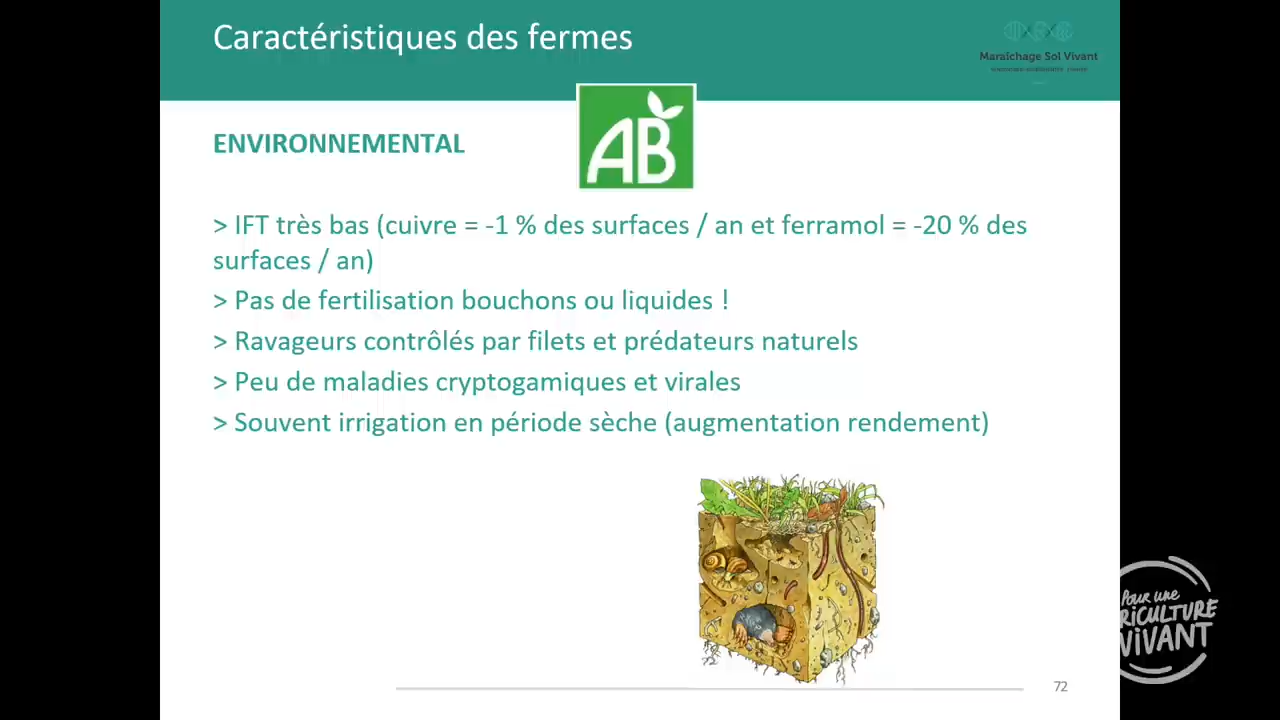 Caractéristiques des fermes
Maraîchage Sol Vivant
AB
ENVIRONNEMENTAL
> IFT très bas (cuivre = -1 % des surfaces / an et ferramol = -20 % des
surfaces / an)
> Pas de fertilisation bouchons ou liquides !
> Ravageurs contrôlés par filets et prédateurs naturels
> Peu de maladies cryptogamiques et virales
> Souvent irrigation en période sèche (augmentation rendement)
POUR UNE
RICULTURE
VIVANT
72